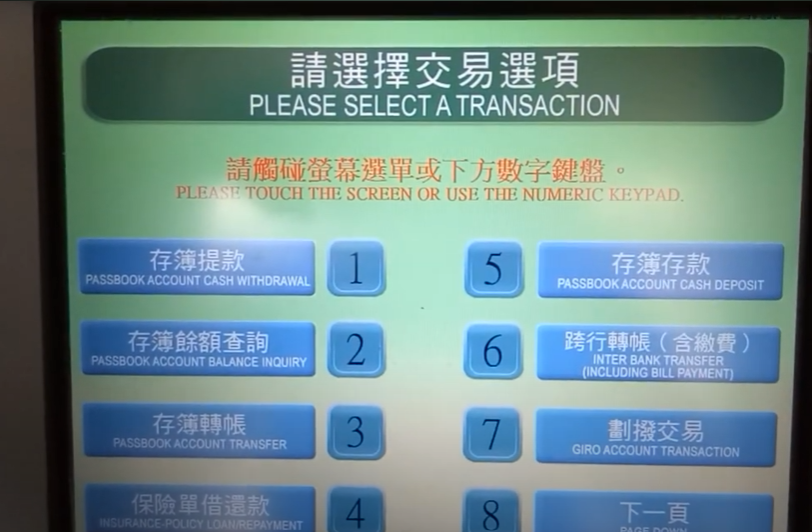 請選擇交易選項
PLEASE SELECT A TRANSACTION
請觸碰螢幕選單或下方數字鍵盤。
PLEASE TOUCH THE SCREEN OR USE THE NUMERIC KEYPAD.
存簿提款
PASSBOOK ACCOUNT CASH WITHDRAWAL
1
5
存簿存款
PASSBOOK ACCOUNT CASH DEPOSIT
存簿餘額查詢
PASSBOOK ACCOUNT BALANCE INQUIRY
2
6
跨行轉帳（含繳費）
INTER BANK TRANSFER
(INCLUDING BILL PAYMENT)
存簿轉帳
PASSBOOK ACCOUNT TRANSFER
3
7
劃撥交易
GIRO ACCOUNT TRANSACTION
保險單借還款
INSURANCE-POLICY LOAN/REPAYMENT
4
8
下一頁
PAGE DOWN